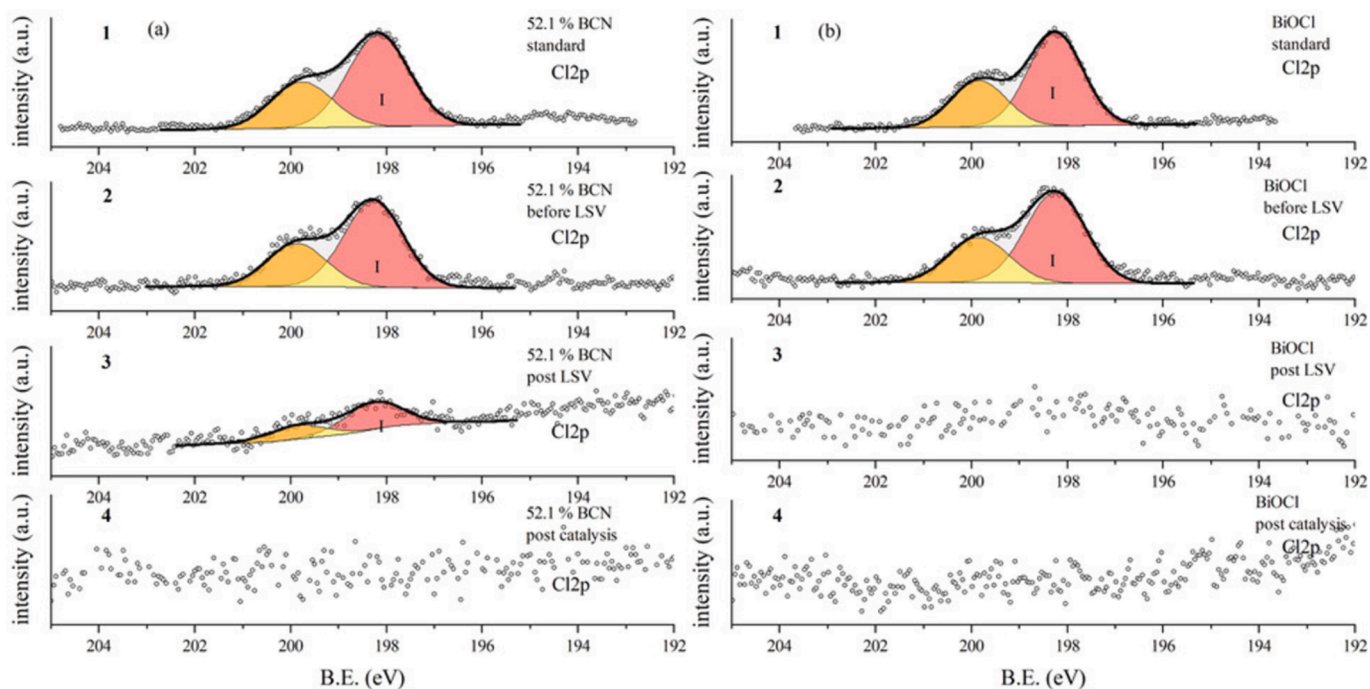 1 (a) 52.1 % BCN
standard
Cl2p
I
intensity (a.u.)
204 202 200 198 196 194 192
2 52.1 % BCN
before LSV
Cl2p
I
intensity (a.u.)
204 202 200 198 196 194 192
3 52.1 % BCN
post LSV
Cl2p
I
intensity (a.u.)
204 202 200 198 196 194 192
4 52.1 % BCN
post catalysis
Cl2p
intensity (a.u.)
204 202 200 198 196 194 192
B.E. (eV)
1 (b) BiOCl
standard
Cl2p
I
intensity (a.u.)
204 202 200 198 196 194 192
2 BiOCl
before LSV
Cl2p
I
intensity (a.u.)
204 202 200 198 196 194 192
3 BiOCl
post LSV
Cl2p
intensity (a.u.)
204 202 200 198 196 194 192
4 BiOCl
post catalysis
Cl2p
intensity (a.u.)
204 202 200 198 196 194 192
B.E. (eV)